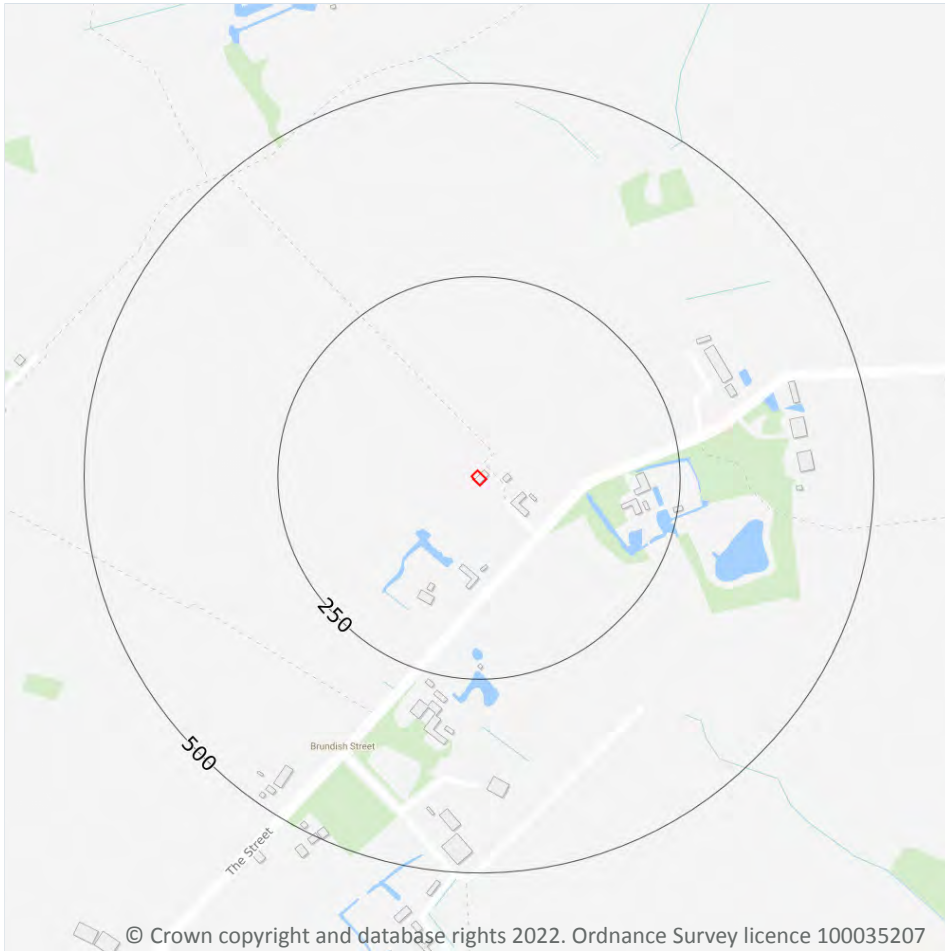 250
500
Brundish Street
The Street
© Crown copyright and database rights 2022. Ordnance Survey licence 100035207